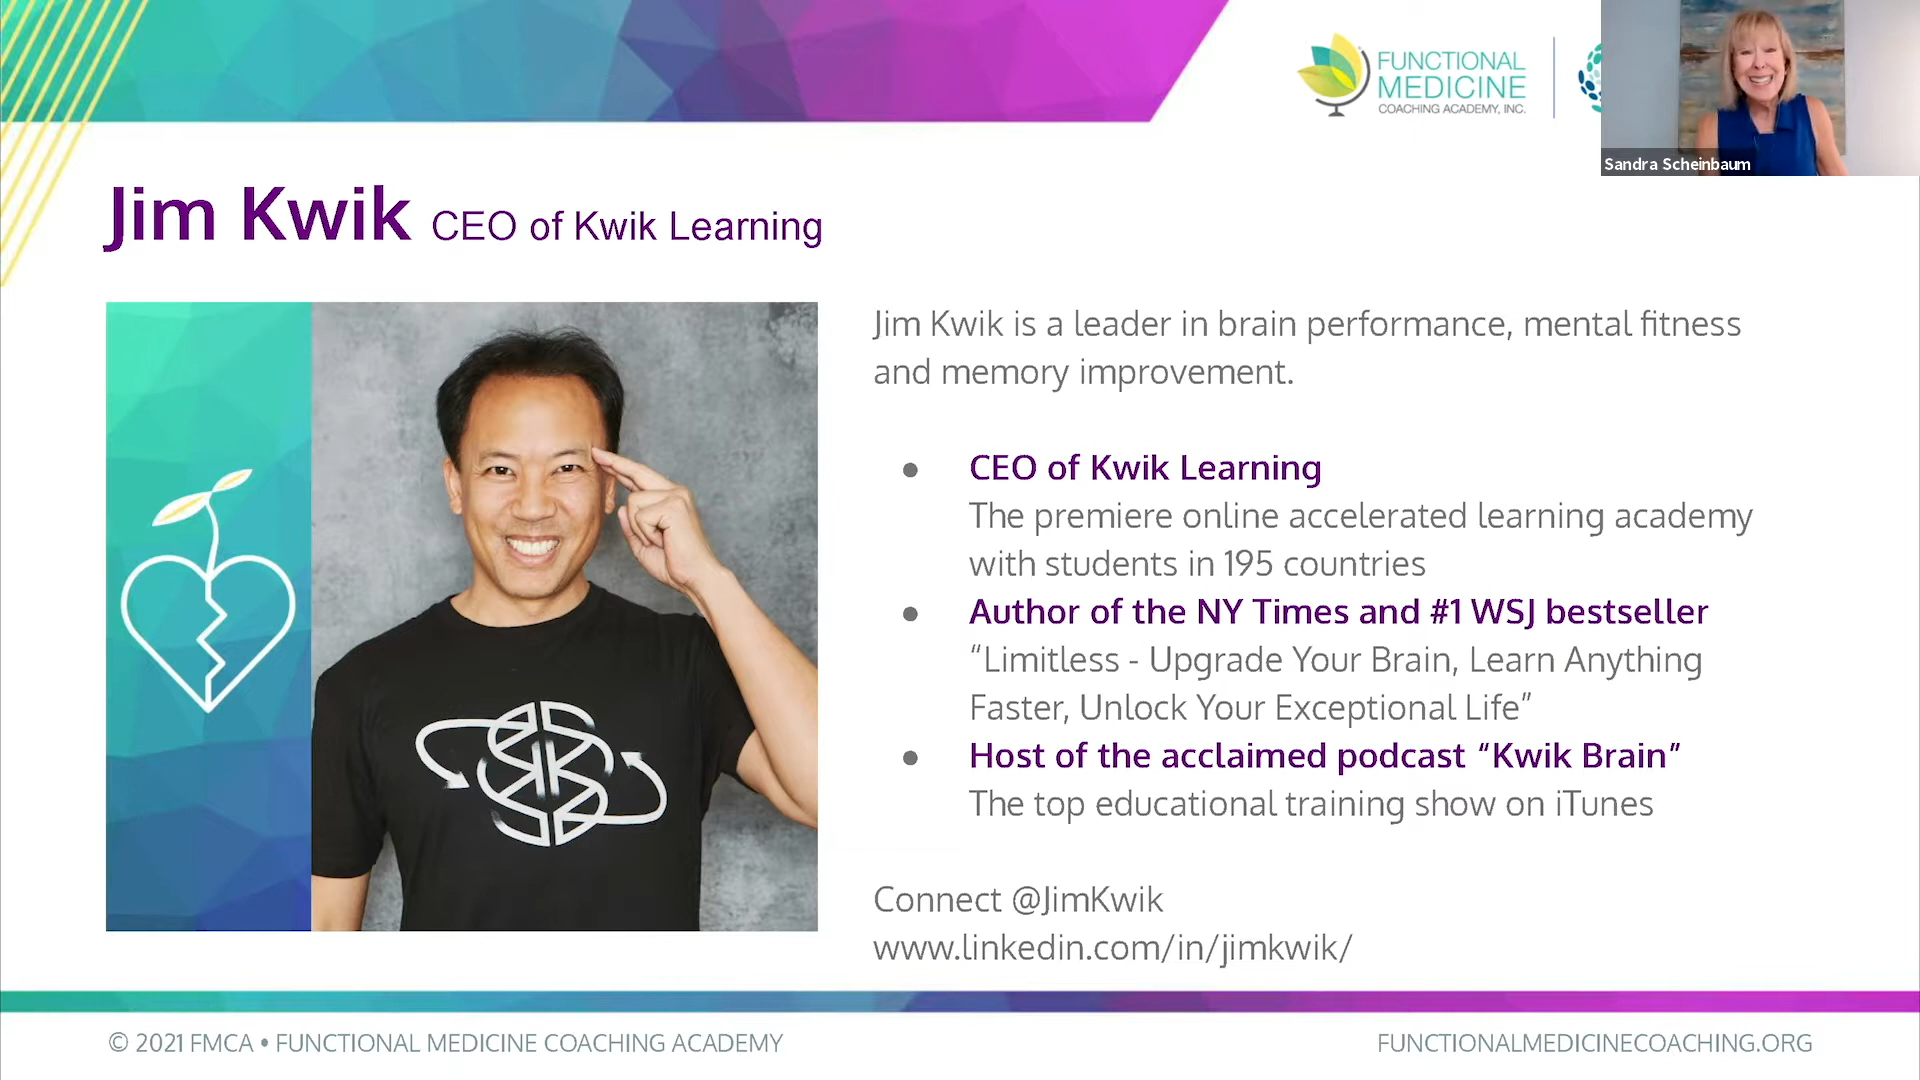 FUNCTIONAL
MEDICINE
COACHING ACADEMY, INC.
Sandra Scheinbaum
Jim Kwik CEO of Kwik Learning
Jim Kwik is a leader in brain performance, mental fitness
and memory improvement.
● CEO of Kwik Learning
The premiere online accelerated learning academy
with students in 195 countries
● Author of the NY Times and #1 WSJ bestseller
“Limitless - Upgrade Your Brain, Learn Anything
Faster, Unlock Your Exceptional Life”
● Host of the acclaimed podcast “Kwik Brain”
The top educational training show on iTunes
Connect @JimKwik
www.linkedin.com/in/jimkwik/
© 2021 FMCA • FUNCTIONAL MEDICINE COACHING ACADEMY
FUNCTIONALMEDICINECOACHING.ORG